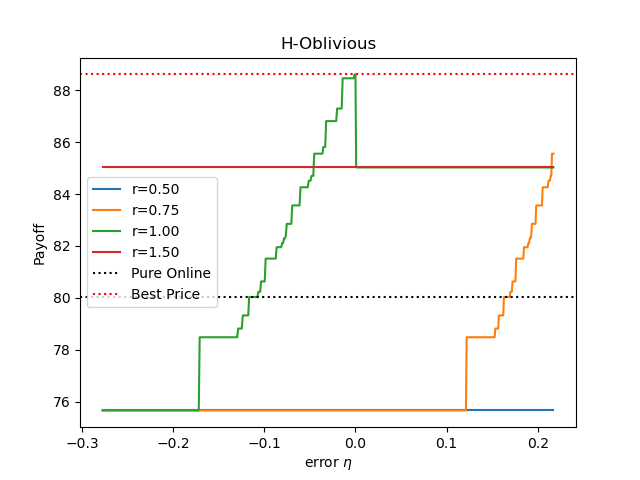 H-Oblivious
Payoff
88
86
84
82
80
78
76
r=0.50
r=0.75
r=1.00
r=1.50
Pure Online
Best Price
−0.3
−0.2
−0.1
0.0
0.1
0.2
error η